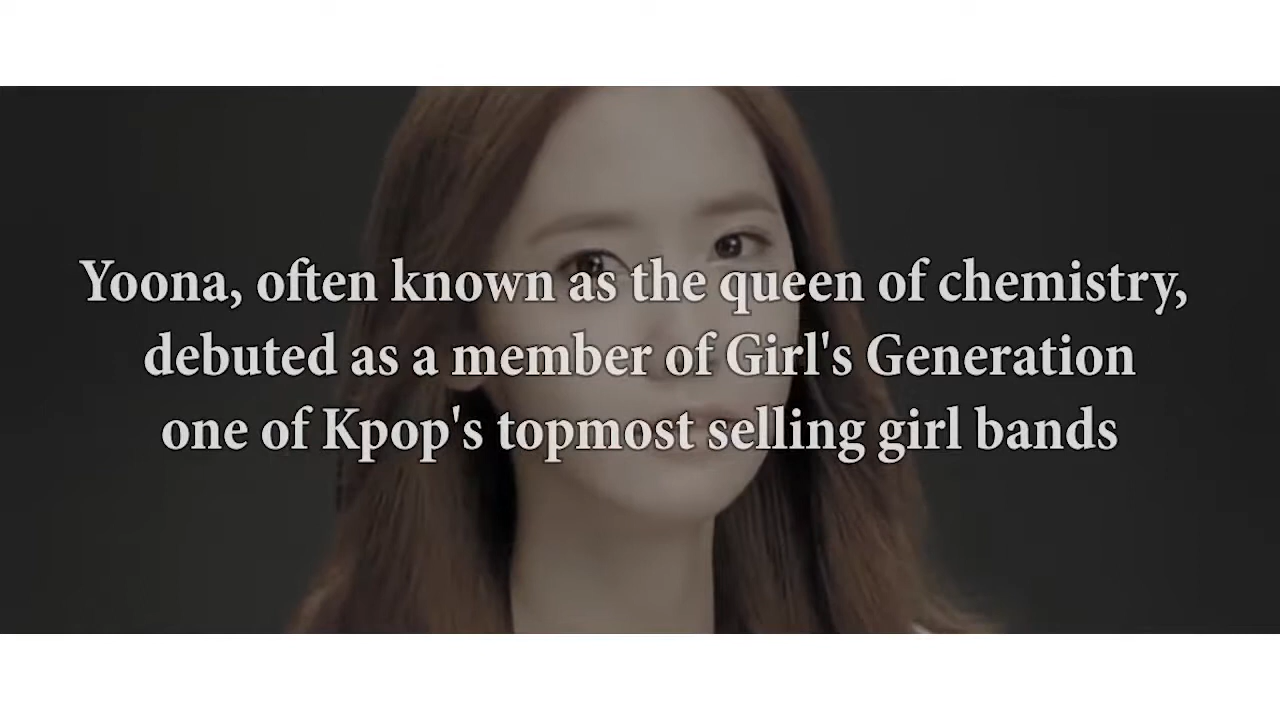 Yoona, often known as the queen of chemistry,
debuted as a member of Girl's Generation
one of Kpop's topmost selling girl bands